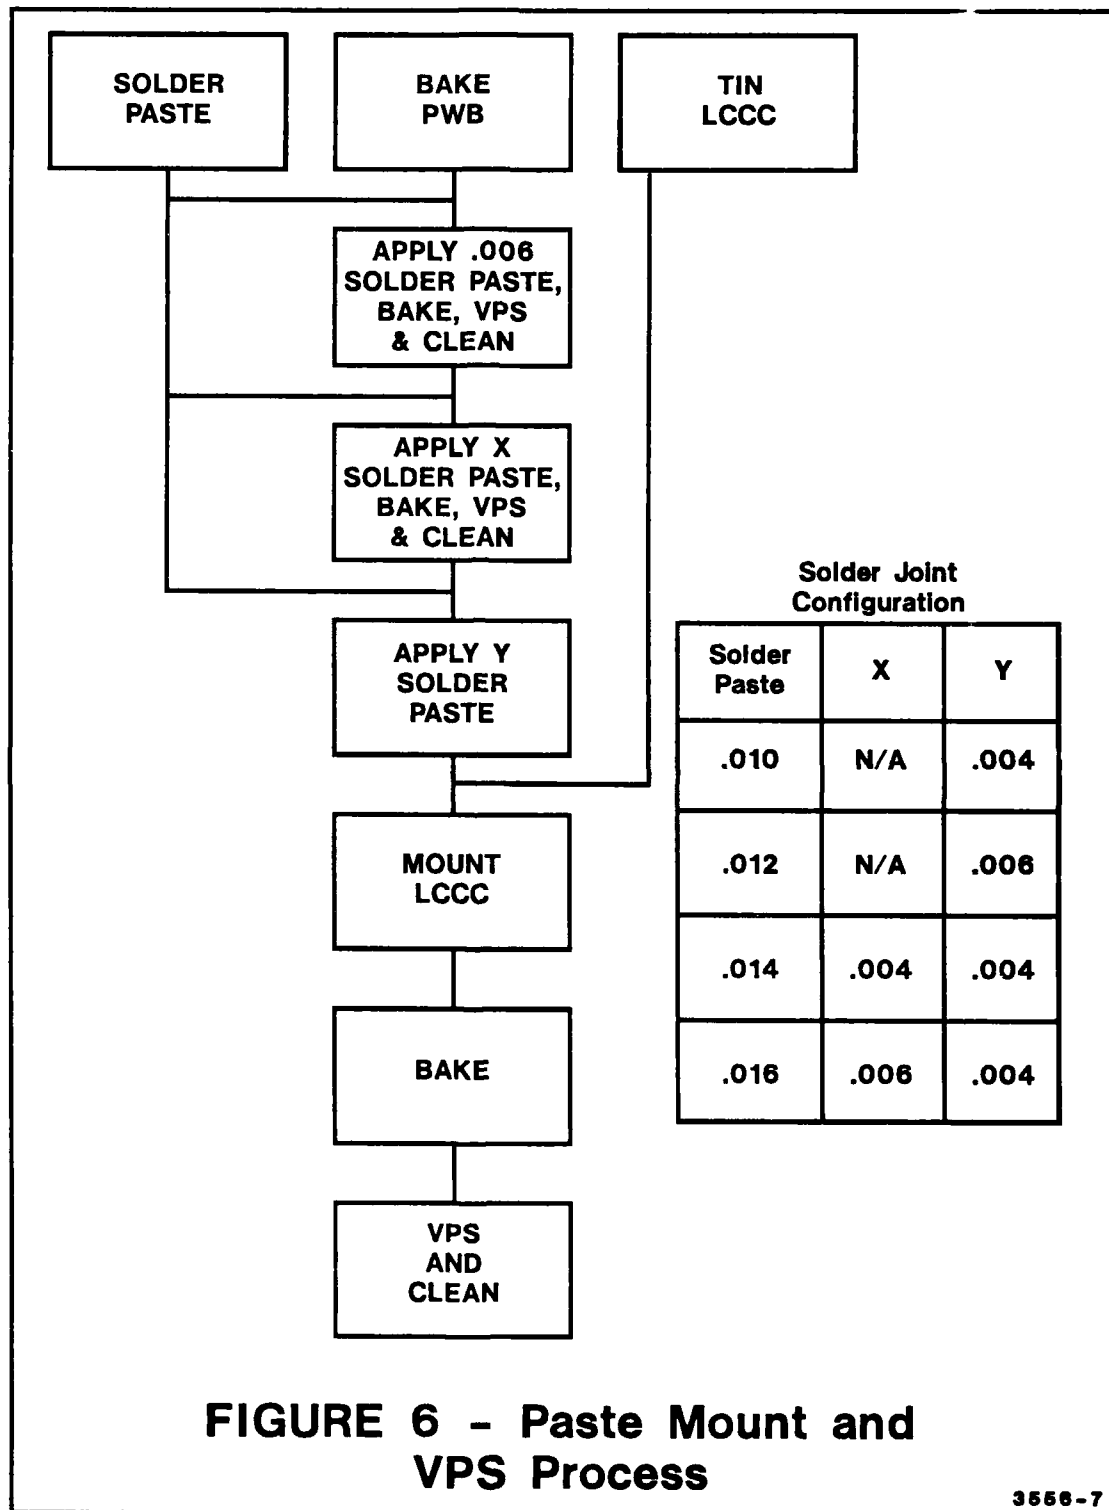 SOLDER
PASTE
BAKE
PWB
TIN
LCCC
APPLY .006
SOLDER PASTE,
BAKE, VPS
& CLEAN
APPLY X
SOLDER PASTE,
BAKE, VPS
& CLEAN
APPLY Y
SOLDER
PASTE
MOUNT
LCCC
BAKE
VPS
AND
CLEAN
Solder Joint
Configuration
Solder
Paste
X
Y
.010
N/A
.004
.012
N/A
.006
.014
.004
.004
.016
.006
.004
FIGURE 6 - Paste Mount and
VPS Process
3556-7